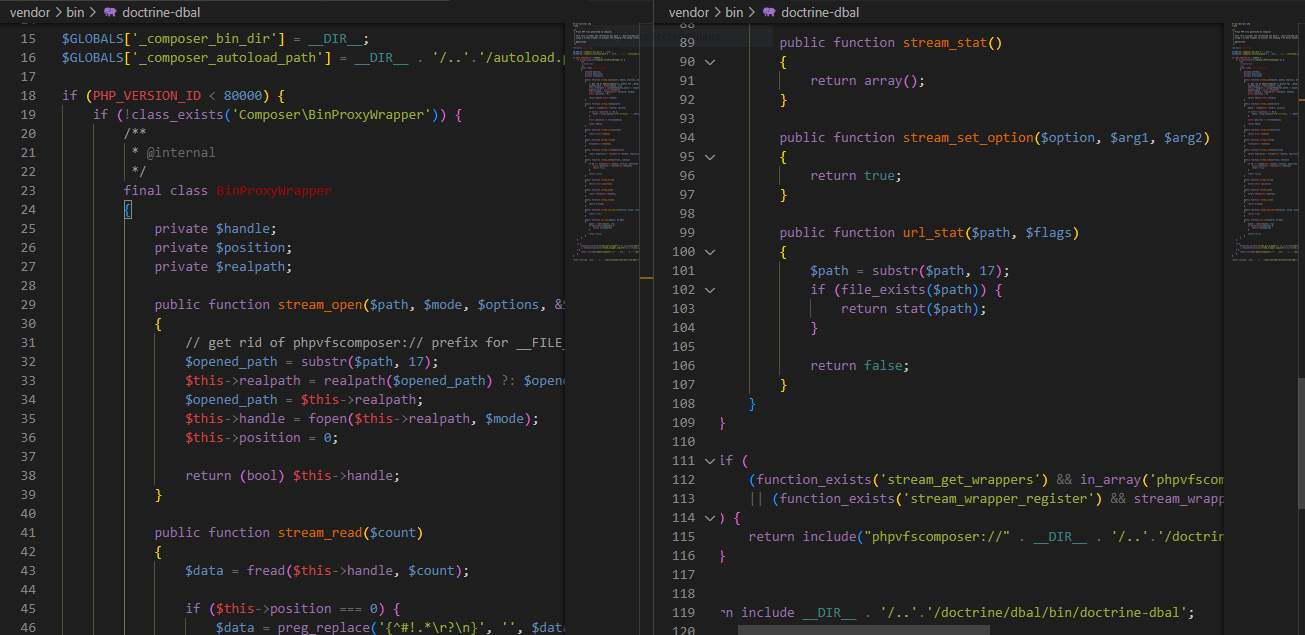 vendor > bin > doctrine-dbal
15 $GLOBALS['_composer_bin_dir'] = __DIR__;
16 $GLOBALS['_composer_autoload_path'] = __DIR__ . '/..'.'/autoload.p
17
18 if (PHP_VERSION_ID < 80000) {
19 if (!class_exists('Composer\BinProxyWrapper')) {
20 /**
21 * @internal
22 */
23 final class BinProxyWrapper
24 {
25 private $handle;
26 private $position;
27 private $realpath;
28
29 public function stream_open($path, $mode, $options, &$
30 {
31 // get rid of phpvfscomposer:// prefix for __FILE_
32 $opened_path = substr($path, 17);
33 $this->realpath = realpath($opened_path) ?: $opene
34 $opened_path = $this->realpath;
35 $this->handle = fopen($this->realpath, $mode);
36 $this->position = 0;
37
38 return (bool) $this->handle;
39 }
40
41 public function stream_read($count)
42 {
43 $data = fread($this->handle, $count);
44
45 if ($this->position === 0) {
46 $data = preg_replace('{^#!.*\r?\n}', '', $data
vendor > bin > doctrine-dbal
88
89 public function stream_stat()
90 {
91 return array();
92 }
93
94 public function stream_set_option($option, $arg1, $arg2)
95 {
96 return true;
97 }
98
99 public function url_stat($path, $flags)
100 {
101 $path = substr($path, 17);
102 if (file_exists($path)) {
103 return stat($path);
104 }
105
106 return false;
107 }
108 }
109 }
110
111 if (
112 (function_exists('stream_get_wrappers') && in_array('phpvfscom
113 || (function_exists('stream_wrapper_register') && stream_wrapp
114 ) {
115 return include("phpvfscomposer://" . __DIR__ . '/..'.'/doctrin
116 }
117
118
119 rn include __DIR__ . '/..'.'/doctrine/dbal/bin/doctrine-dbal';
120